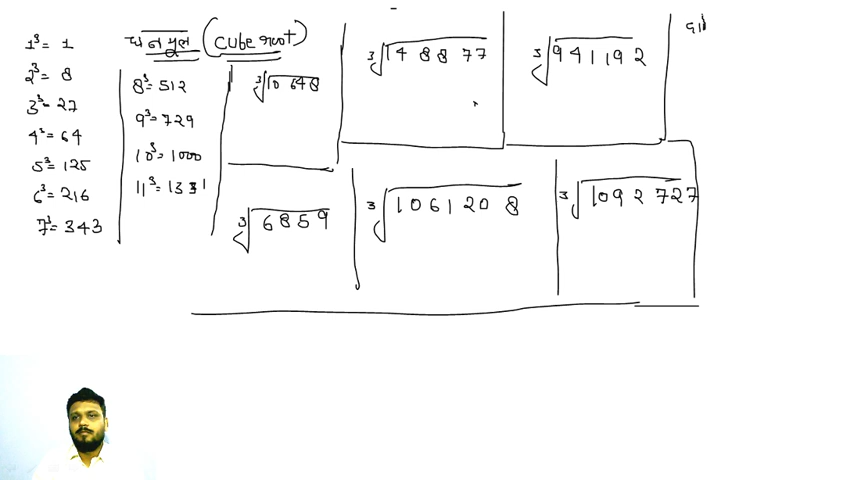 घनमूल (cube root)
1³ = 1
2³ = 8
3³ = 27
4³ = 64
5³ = 125
6³ = 216
7³ = 343
8³ = 512
9³ = 729
10³ = 1000
11³ = 1331
∛10648
∛148877
∛941192
∛6859
∛1061208
∛1092727